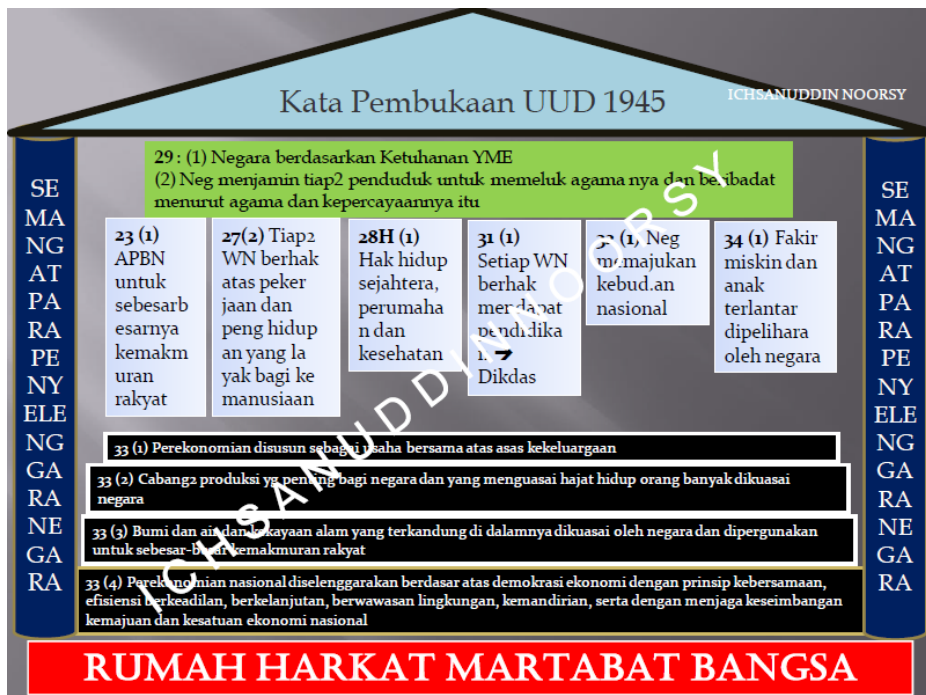 Kata Pembukaan UUD 1945
ICHSANUDDIN NOORSY
29 : (1) Negara berdasarkan Ketuhanan YME
(2) Neg menjamin tiap2 penduduk untuk memeluk agama nya dan beribadat
menurut agama dan kepercayaannya itu
SE
MA
NG
AT
PA
RA
PE
NY
ELE
NG
GA
RA
NE
GA
RA
23 (1)
APBN
untuk
sebesarb
esarnya
kemakm
uran
rakyat
27(2) Tiap2
WN berhak
atas peker
jaan dan
peng hidup
an yang la
yak bagi ke
manusiaan
28H (1)
Hak hidup
sejahtera,
perumaha
n dan
kesehatan
31 (1)
Setiap WN
berhak
mendapat
pendidika
n ➔
Dikdas
32 (1) Neg
memajukan
kebud.an
nasional
34 (1) Fakir
miskin dan
anak
terlantar
dipelihara
oleh negara
SE
MA
NG
AT
PA
RA
PE
NY
ELE
NG
GA
RA
NE
GA
RA
33 (1) Perekonomian disusun sebagai usaha bersama atas asas kekeluargaan
33 (2) Cabang2 produksi yg penting bagi negara dan yang menguasai hajat hidup orang banyak dikuasai
negara
33 (3) Bumi dan air dan kekayaan alam yang terkandung di dalamnya dikuasai oleh negara dan dipergunakan
untuk sebesar-besar kemakmuran rakyat
33 (4) Perekonomian nasional diselenggarakan berdasar atas demokrasi ekonomi dengan prinsip kebersamaan,
efisiensi berkeadilan, berkelanjutan, berwawasan lingkungan, kemandirian, serta dengan menjaga keseimbangan
kemajuan dan kesatuan ekonomi nasional
ICHSANUDDINNOORSY
RUMAH HARKAT MARTABAT BANGSA